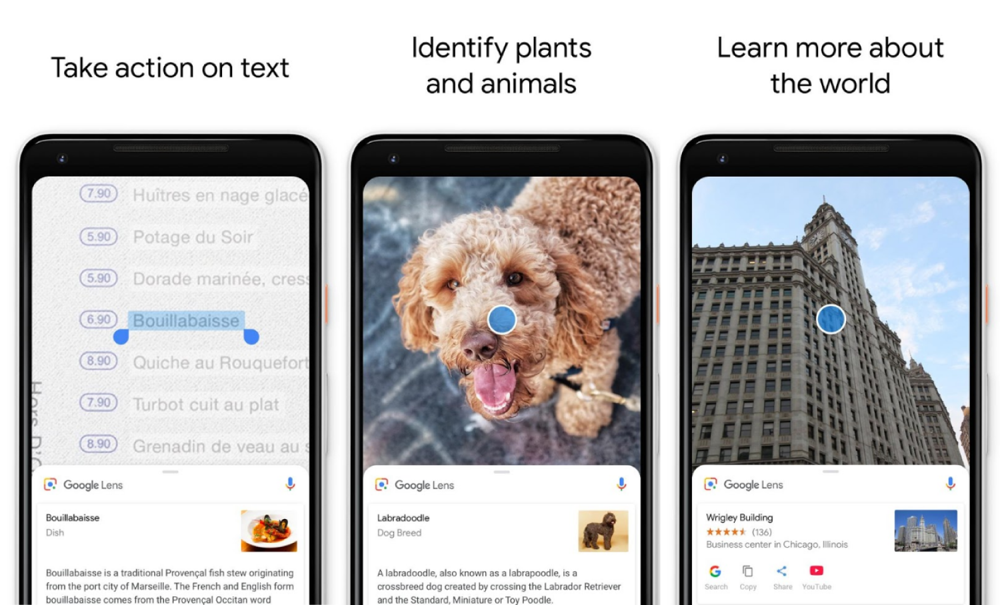 Take action on text
Identify plants
and animals
Learn more about
the world
7.90 Huîtres en nage glacé
5.90 Potage du Soir
5.90 Dorade marinée, cress
6.90 Bouillabaisse
8.90 Quiche au Rouquefort
7.90 Turbot cuit au plat
8.90 Grenadin de veau au s
Hors D'O
Google Lens
Bouillabaisse
Dish
Bouillabaisse is a traditional Provençal fish stew originating
from the port city of Marseille. The French and English form
bouillabaisse comes from the Provençal Occitan word
Google Lens
Labradoodle
Dog Breed
A labradoodle, also known as a labrapoodle, is a
crossbreed dog created by crossing the Labrador Retriever
and the Standard, Miniature or Toy Poodle.
Google Lens
Wrigley Building
(136)
Business center in Chicago, Illinois
Search Copy Share YouTube